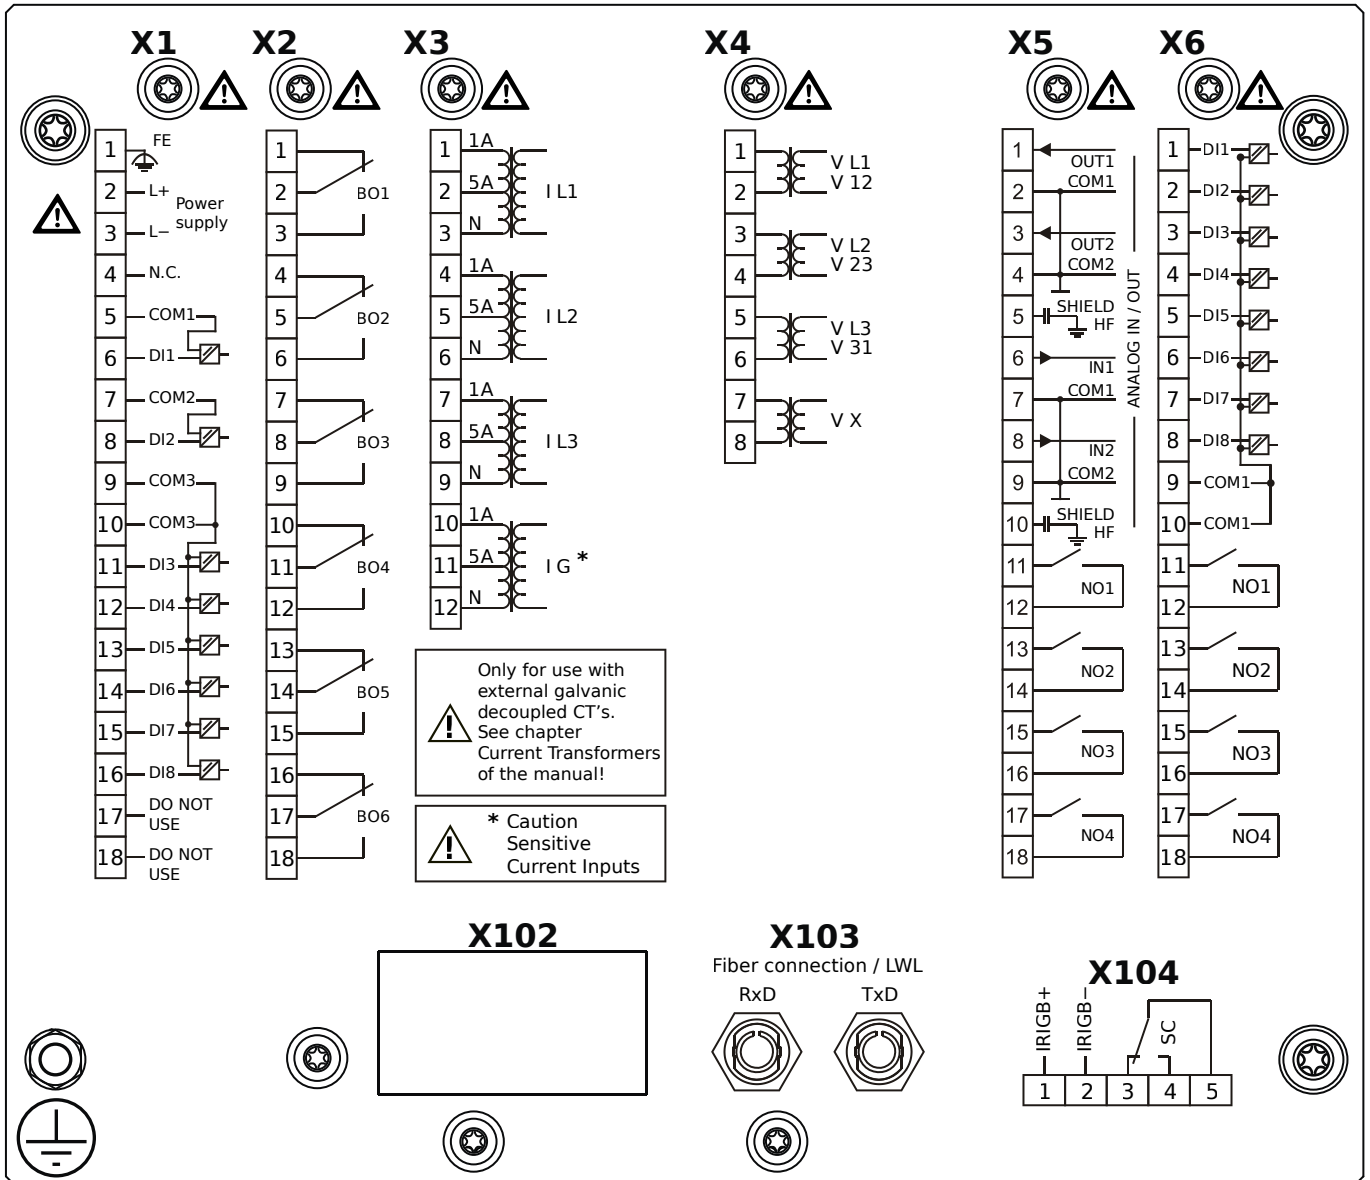 X1
X2
X3
X4
X5
X6
1 FE
2 L+
Power
supply
3 L−
4 N.C.
5 COM1
6 DI1
7 COM2
8 DI2
9 COM3
10 COM3
11 DI3
12 DI4
13 DI5
14 DI6
15 DI7
16 DI8
17 DO NOT
USE
18 DO NOT
USE
1
2 BO1
3
4
5 BO2
6
7
8 BO3
9
10
11 BO4
12
13
14 BO5
15
16
17 BO6
18
1 1A
2 5A I L1
3 N
4 1A
5 5A I L2
6 N
7 1A
8 5A I L3
9 N
10 1A
11 5A I G *
12 N
Only for use with
external galvanic
decoupled CT's.
See chapter
Current Transformers
of the manual!
* Caution
Sensitive
Current Inputs
1 V L1
2 V 12
3 V L2
4 V 23
5 V L3
6 V 31
7 V X
8
1 OUT1
2 COM1
3 OUT2
4 COM2
5 SHIELD
HF
6 IN1
7 COM1
8 IN2
9 COM2
10 SHIELD
HF
ANALOG IN / OUT
11
NO1
12
13
NO2
14
15
NO3
16
17
NO4
18
1 DI1
2 DI2
3 DI3
4 DI4
5 DI5
6 DI6
7 DI7
8 DI8
9 COM1
10 COM1
11
NO1
12
13
NO2
14
15
NO3
16
17
NO4
18
X102
X103
Fiber connection / LWL
RxD TxD
X104
IRIGB+
IRIGB−
SC
1 2 3 4 5